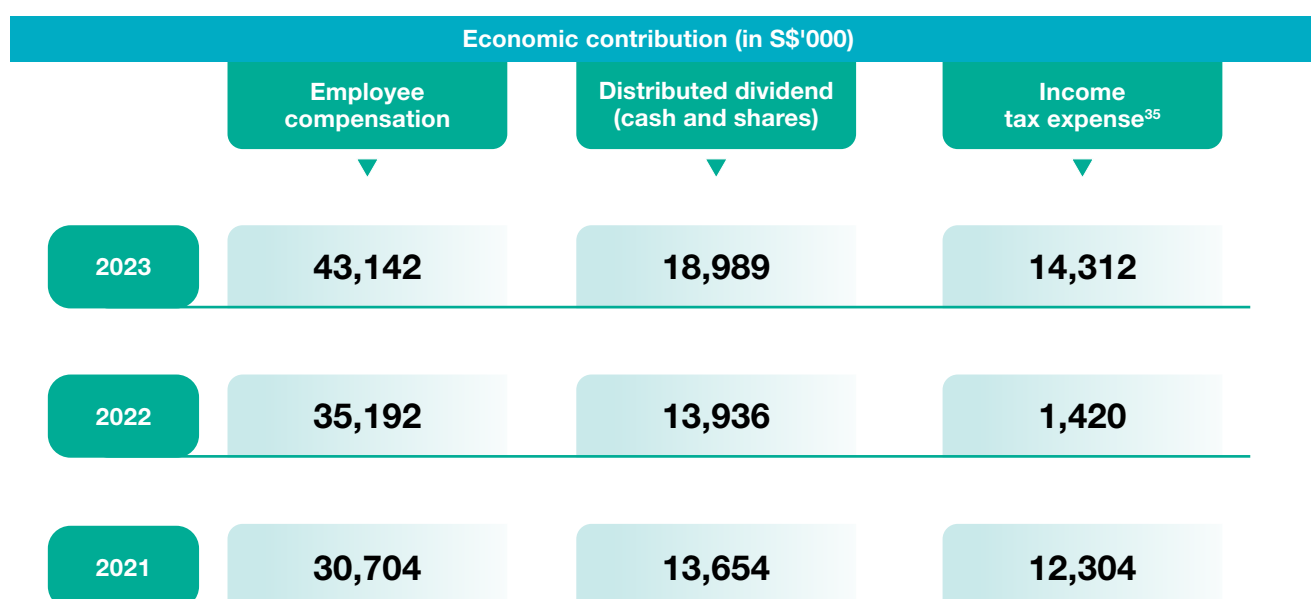 Economic contribution (in S$'000)
Employee
compensation
Distributed dividend
(cash and shares)
Income
tax expense35
2023 43,142 18,989 14,312
2022 35,192 13,936 1,420
2021 30,704 13,654 12,304